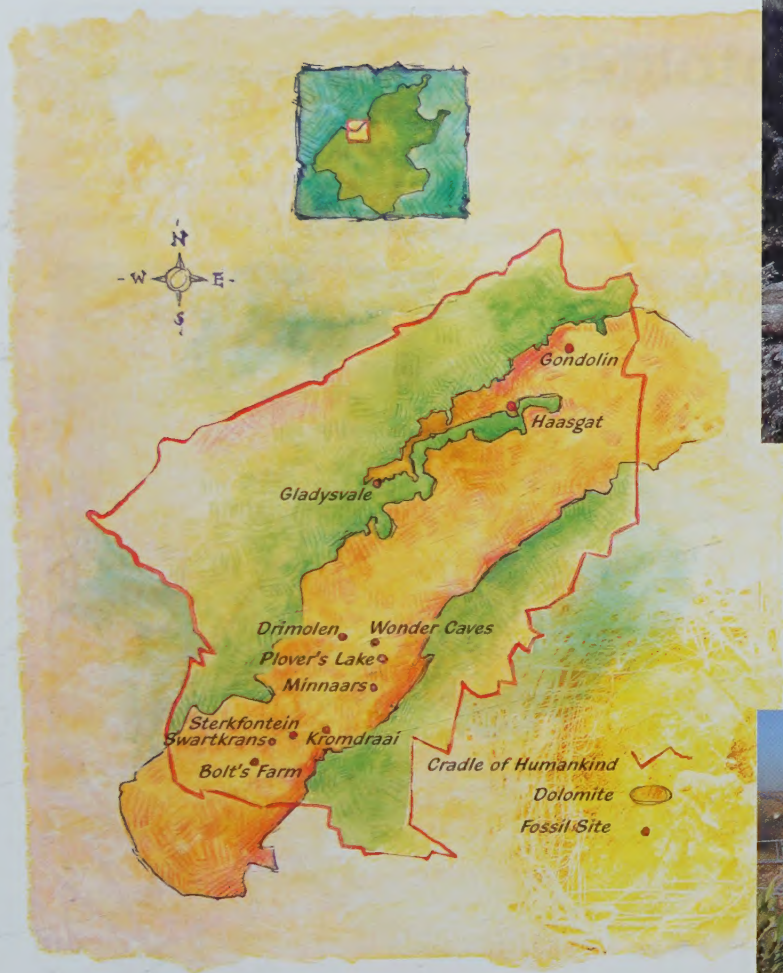 N
W E
S
Gondolin
Haasgat
Gladysvale
Drimolen Wonder Caves
Plover's Lake
Minnaars
Sterkfontein
Swartkrans Kromdraai
Bolt's Farm
Cradle of Humankind
Dolomite
Fossil Site